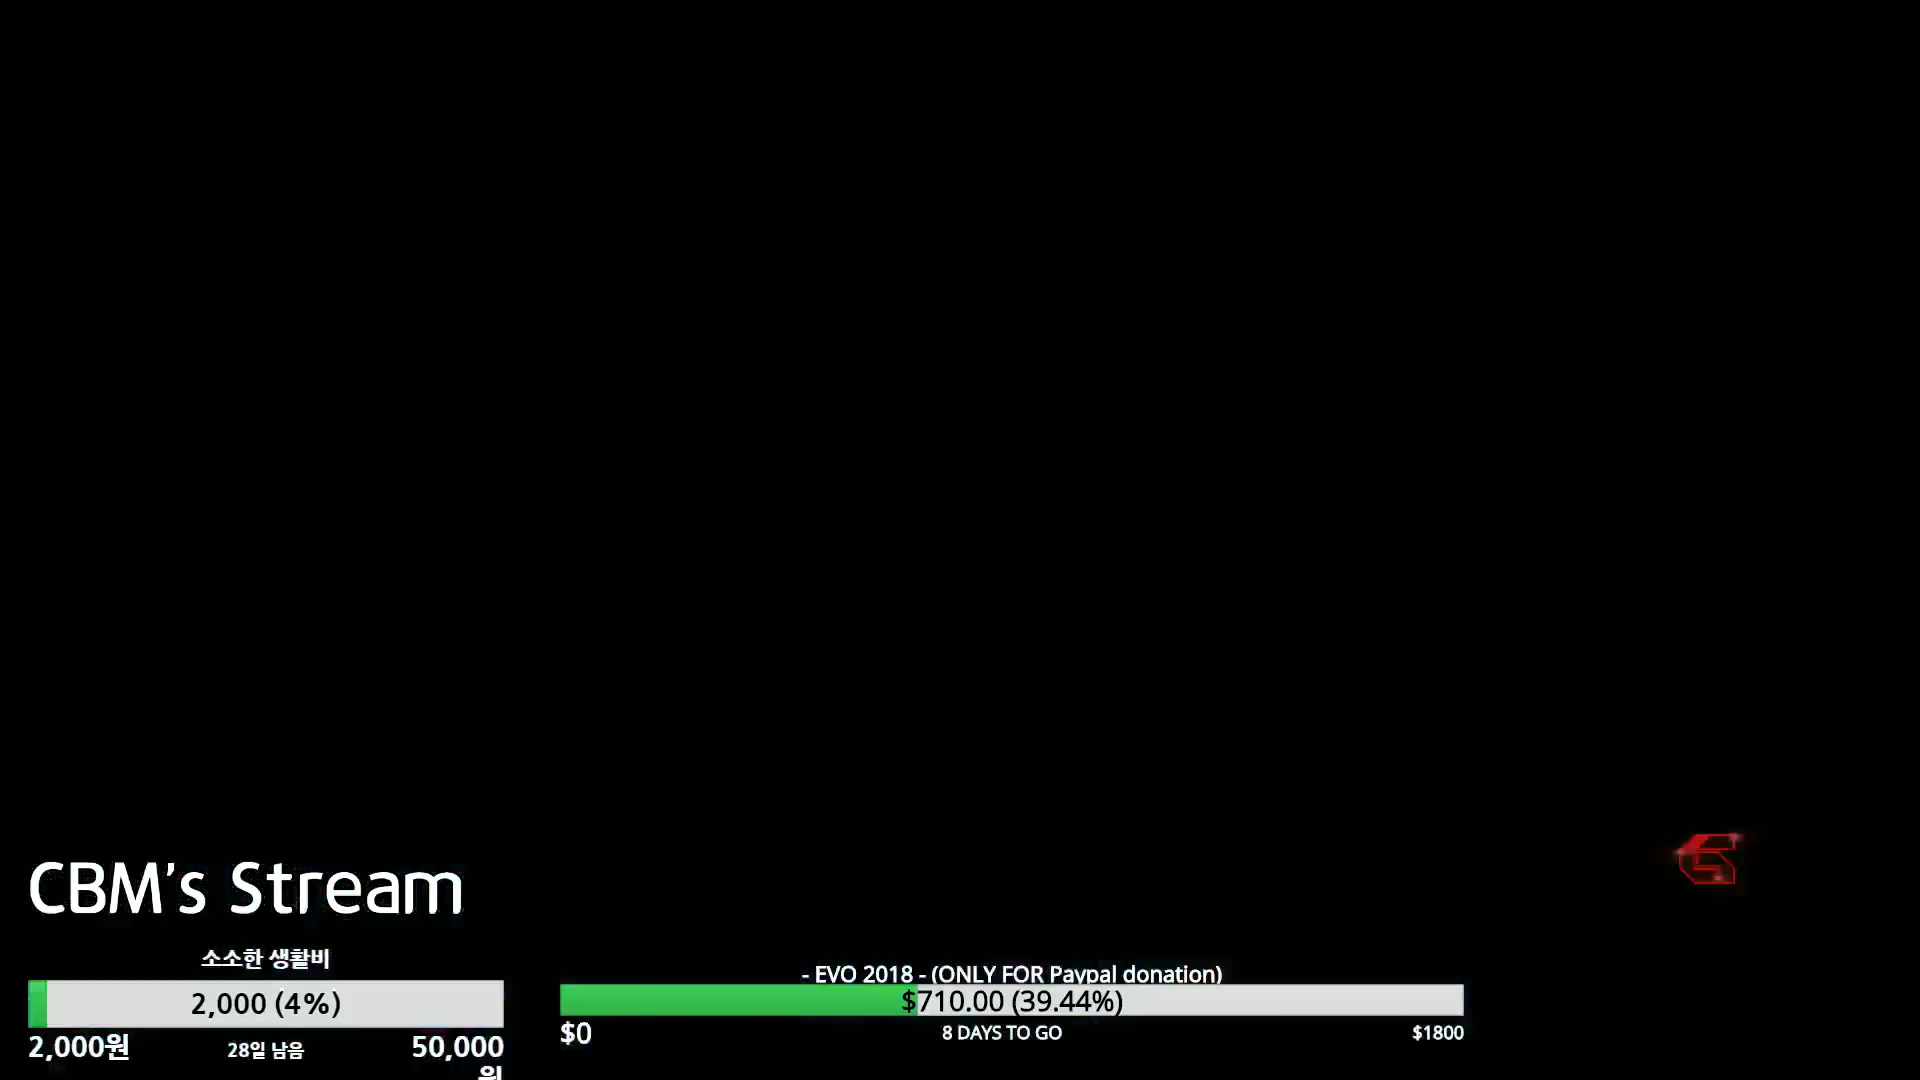 CBM's Stream
소소한 생활비
2,000 (4%)
2,000원
28일 남음
50,000
원
- EVO 2018 - (ONLY FOR Paypal donation)
$710.00 (39.44%)
$0
8 DAYS TO GO
$1800